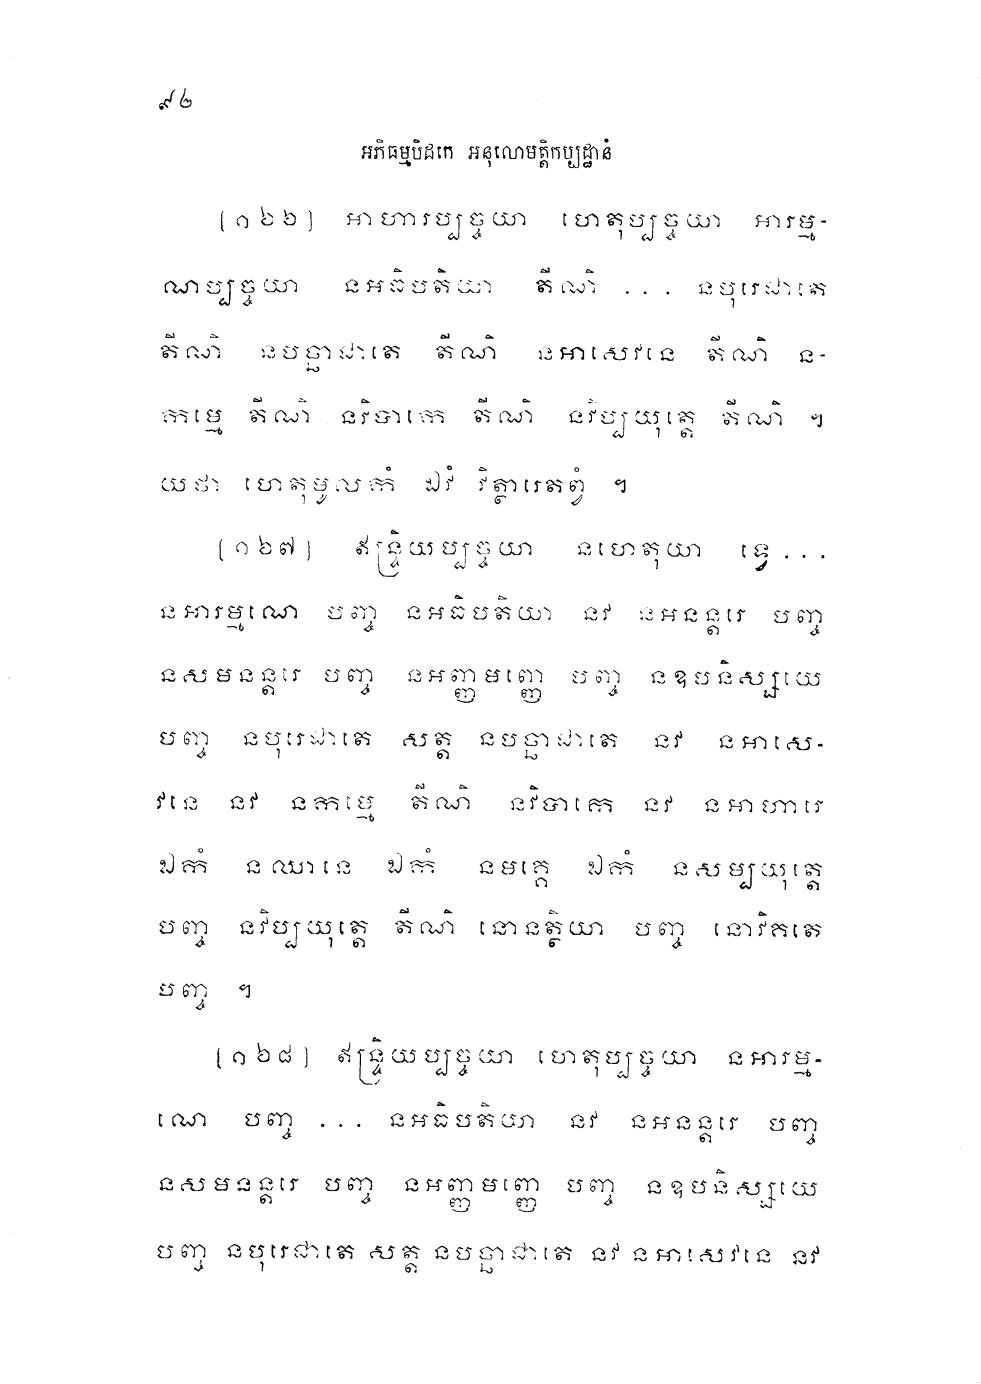 ៩២
អភិធម្មបិដកេ អនុលោមត្តិកប្បដ្ឋានំ
[១៦៦] អាហារប្បច្ចយា ហេតុប្បច្ចយា អារម្ម-
ណប្បច្ចយា នអធិបតិយា តីណិ ... នបុរេជាតេ
តីណិ នបច្ឆាជាតេ តីណិ នអាសេវនេ តីណិ ន-
កម្មេ តីណិ នវិបាកេ តីណិ នវិប្បយុត្តេ តីណិ ។
យថា ហេតុមូលកំ ឯវំ វិត្ថារេតព្វំ ។
[១៦៧] ឥន្ទ្រិយប្បច្ចយា នហេតុយា ទ្វេ ...
នអារម្មណេ បញ្ច នអធិបតិយា នវ នអនន្តរេ បញ្ច
នសមនន្តរេ បញ្ច នអញ្ញមញ្ញេ បញ្ច នឧបនិស្សយេ
បញ្ច នបុរេជាតេ សត្ត នបច្ឆាជាតេ នវ នអាសេ-
វនេ នវ នកម្មេ តីណិ នវិបាកេ នវ នអាហារេ
ឯកំ នឈានេ ឯកំ នមគ្គេ ឯកំ នសម្បយុត្តេ
បញ្ច នវិប្បយុត្តេ តីណិ នោនត្ថិយា បញ្ច នោវិគតេ
បញ្ច ។
[១៦៨] ឥន្ទ្រិយប្បច្ចយា ហេតុប្បច្ចយា នអារម្ម-
ណេ បញ្ច ... នអធិបតិយា នវ នអនន្តរេ បញ្ច
នសមនន្តរេ បញ្ច នអញ្ញមញ្ញេ បញ្ច នឧបនិស្សយេ
បញ្ច នបុរេជាតេ សត្ត នបច្ឆាជាតេ នវ នអាសេវនេ នវ